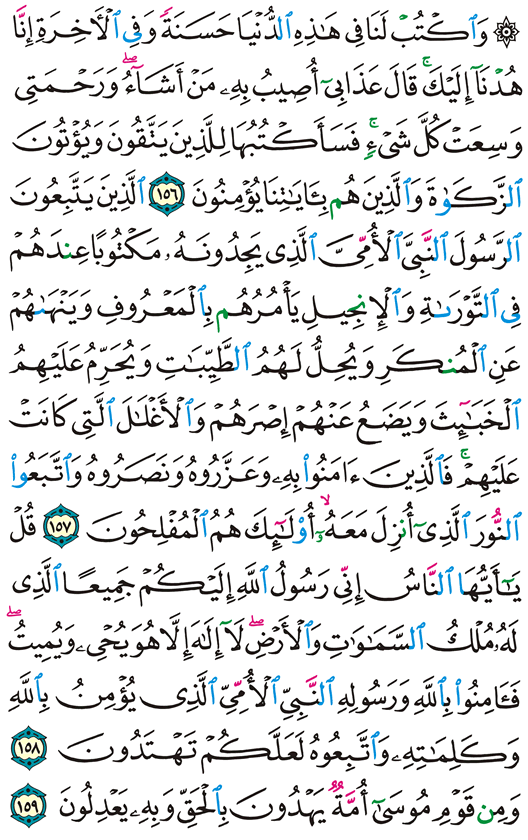 ۞ وَٱكْتُبْ لَنَا فِى هَٰذِهِ ٱلدُّنْيَا حَسَنَةً وَفِى ٱلْـَٔاخِرَةِ إِنَّا
هُدْنَآ إِلَيْكَ ۚ قَالَ عَذَابِىٓ أُصِيبُ بِهِۦ مَنْ أَشَآءُ ۖ وَرَحْمَتِى
وَسِعَتْ كُلَّ شَىْءٍ ۚ فَسَأَكْتُبُهَا لِلَّذِينَ يَتَّقُونَ وَيُؤْتُونَ
ٱلزَّكَوٰةَ وَٱلَّذِينَ هُم بِـَٔايَٰتِنَا يُؤْمِنُونَ ١٥٦ ٱلَّذِينَ يَتَّبِعُونَ
ٱلرَّسُولَ ٱلنَّبِىَّ ٱلْأُمِّىَّ ٱلَّذِى يَجِدُونَهُۥ مَكْتُوبًا عِندَهُمْ
فِى ٱلتَّوْرَىٰةِ وَٱلْإِنجِيلِ يَأْمُرُهُم بِٱلْمَعْرُوفِ وَيَنْهَىٰهُمْ
عَنِ ٱلْمُنكَرِ وَيُحِلُّ لَهُمُ ٱلطَّيِّبَٰتِ وَيُحَرِّمُ عَلَيْهِمُ
ٱلْخَبَٰٓئِثَ وَيَضَعُ عَنْهُمْ إِصْرَهُمْ وَٱلْأَغْلَٰلَ ٱلَّتِى كَانَتْ
عَلَيْهِمْ ۚ فَٱلَّذِينَ ءَامَنُوا۟ بِهِۦ وَعَزَّرُوهُ وَنَصَرُوهُ وَٱتَّبَعُوا۟
ٱلنُّورَ ٱلَّذِىٓ أُنزِلَ مَعَهُۥٓ ۙ أُو۟لَٰٓئِكَ هُمُ ٱلْمُفْلِحُونَ ١٥٧ قُلْ
يَٰٓأَيُّهَا ٱلنَّاسُ إِنِّى رَسُولُ ٱللَّهِ إِلَيْكُمْ جَمِيعًا ٱلَّذِى
لَهُۥ مُلْكُ ٱلسَّمَٰوَٰتِ وَٱلْأَرْضِ ۖ لَآ إِلَٰهَ إِلَّا هُوَ يُحْىِۦ وَيُمِيتُ ۖ
فَـَٔامِنُوا۟ بِٱللَّهِ وَرَسُولِهِ ٱلنَّبِىِّ ٱلْأُمِّىِّ ٱلَّذِى يُؤْمِنُ بِٱللَّهِ
وَكَلِمَٰتِهِۦ وَٱتَّبِعُوهُ لَعَلَّكُمْ تَهْتَدُونَ ١٥٨
وَمِن قَوْمِ مُوسَىٰٓ أُمَّةٌ يَهْدُونَ بِٱلْحَقِّ وَبِهِۦ يَعْدِلُونَ ١٥٩